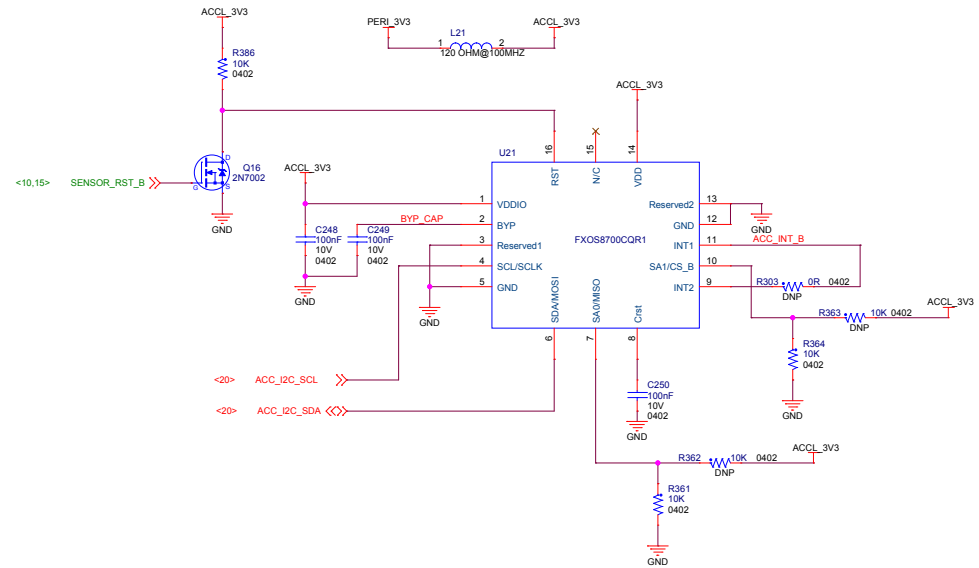 ACCL_3V3
PERI_3V3
ACCL_3V3
L21
1
2
120 OHM@100MHZ
R386
10K
0402
ACCL_3V3
16
15
14
U21
RST
N/C
VDD
D
Q16
2N7002
G
S
<10,15>
SENSOR_RST_B
GND
ACCL_3V3
1
VDDIO
Reserved2
13
BYP_CAP
2
BYP
GND
12
GND
C248
100nF
10V
0402
C249
100nF
10V
0402
3
Reserved1
FXOS8700CQR1
INT1
11
ACC_INT_B
4
SCL/SCLK
SA1/CS_B
10
5
GND
INT2
9
R303
0R
0402
DNP
GND
GND
SDA/MOSI
SA0/MISO
Crst
6
7
8
R363
10K
0402
DNP
ACCL_3V3
R364
10K
0402
GND
<20>
ACC_I2C_SCL
<20>
ACC_I2C_SDA
C250
100nF
10V
0402
GND
R362
10K
0402
DNP
ACCL_3V3
R361
10K
0402
GND